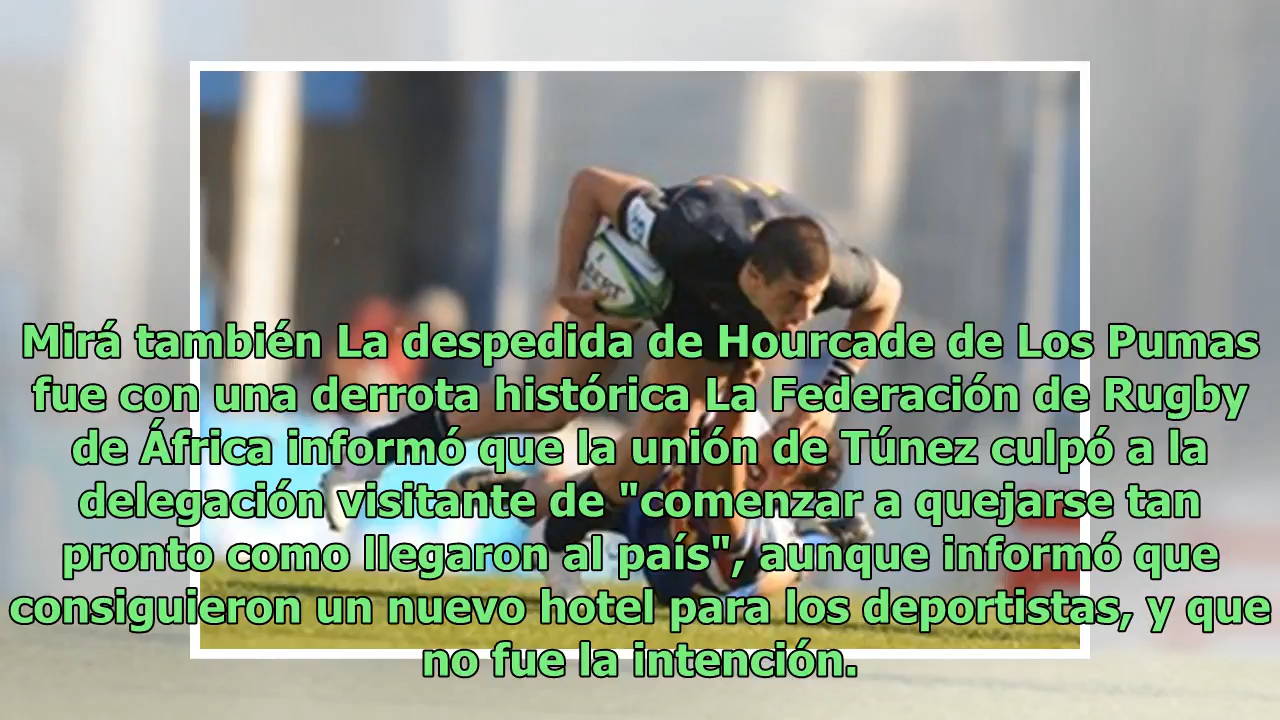 Mirá también La despedida de Hourcade de Los Pumas
fue con una derrota histórica La Federación de Rugby
de África informó que la unión de Túnez culpó a la
delegación visitante de "comenzar a quejarse tan
pronto como llegaron al país", aunque informó que
consiguieron un nuevo hotel para los deportistas, y que
no fue la intención.